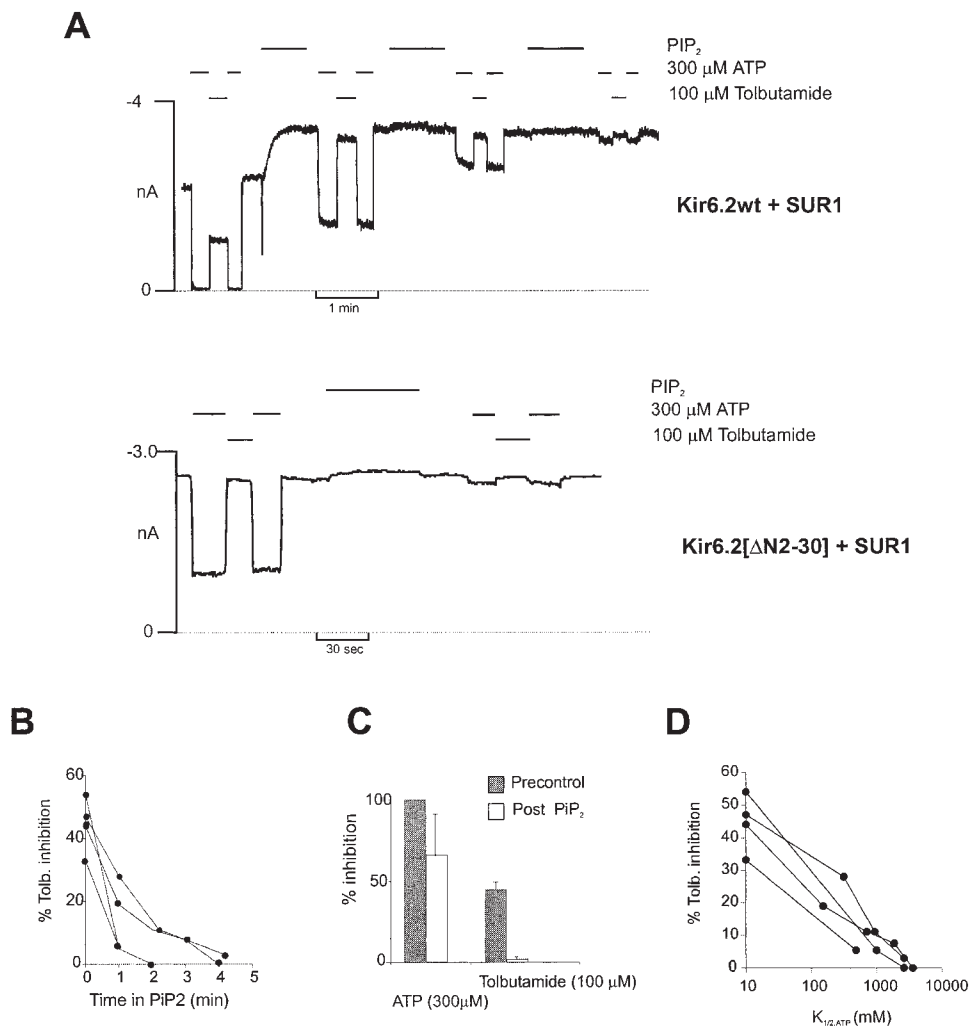 A
PIP₂
300 μM ATP
100 μM Tolbutamide
-4
nA
Kir6.2wt + SUR1
0
1 min
PIP₂
300 μM ATP
100 μM Tolbutamide
-3.0
nA
Kir6.2[ΔN2-30] + SUR1
0
30 sec
B
60
40
20
0
% Tolb. inhibition
0 1 2 3 4 5
Time in PiP2 (min)
C
Precontrol
Post PiP₂
100
50
0
% inhibition
Tolbutamide (100 μM)
ATP (300μM)
D
60
50
40
30
20
10
0
% Tolb. inhibition
10 100 1000 10000
K1/2,ATP (mM)